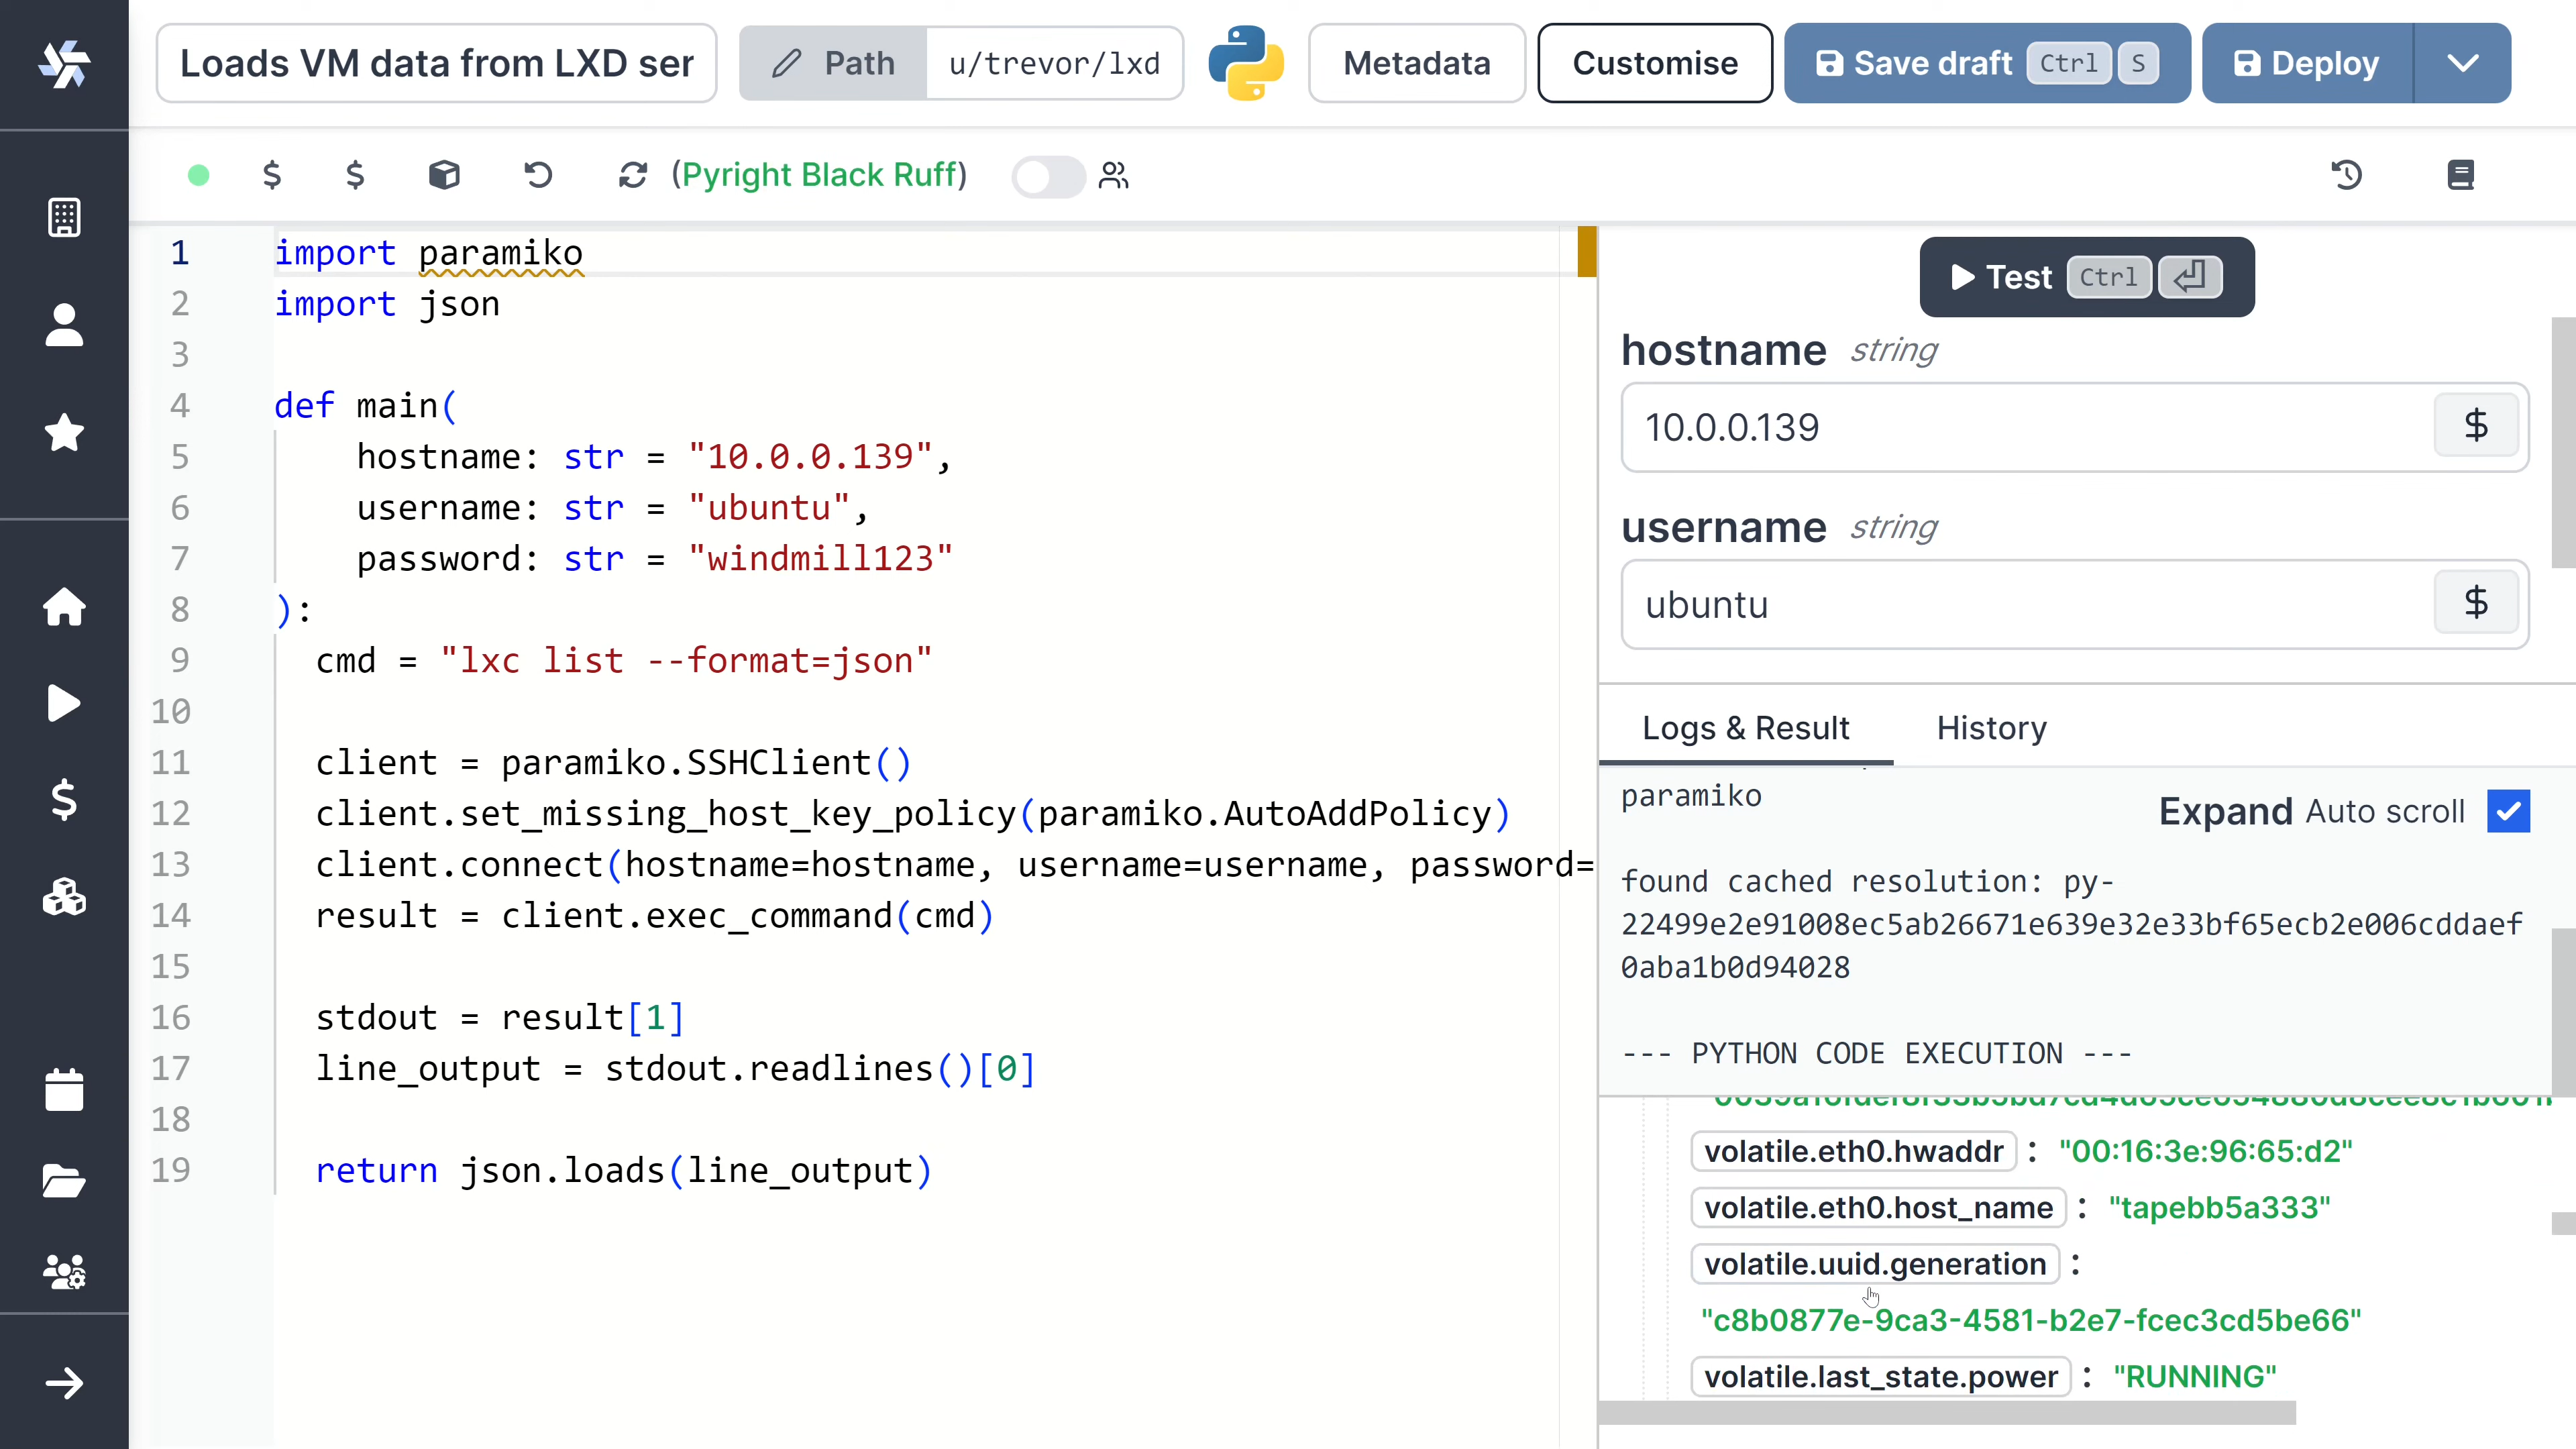 Loads VM data from LXD ser
Path
u/trevor/lxd
Metadata
Customise
Save draft Ctrl S
Deploy
(Pyright Black Ruff)
1 import paramiko
2 import json
3
4 def main(
5 hostname: str = "10.0.0.139",
6 username: str = "ubuntu",
7 password: str = "windmill123"
8 ):
9 cmd = "lxc list --format=json"
10
11 client = paramiko.SSHClient()
12 client.set_missing_host_key_policy(paramiko.AutoAddPolicy)
13 client.connect(hostname=hostname, username=username, password=
14 result = client.exec_command(cmd)
15
16 stdout = result[1]
17 line_output = stdout.readlines()[0]
18
19 return json.loads(line_output)
Test Ctrl
hostname string
10.0.0.139
$
username string
ubuntu
$
Logs & Result
History
paramiko
Expand Auto scroll
found cached resolution: py-
22499e2e91008ec5ab26671e639e32e33bf65ecb2e006cddaef
0aba1b0d94028
--- PYTHON CODE EXECUTION ---
volatile.eth0.hwaddr : "00:16:3e:96:65:d2"
volatile.eth0.host_name : "tapebb5a333"
volatile.uuid.generation :
"c8b0877e-9ca3-4581-b2e7-fcec3cd5be66"
volatile.last_state.power : "RUNNING"